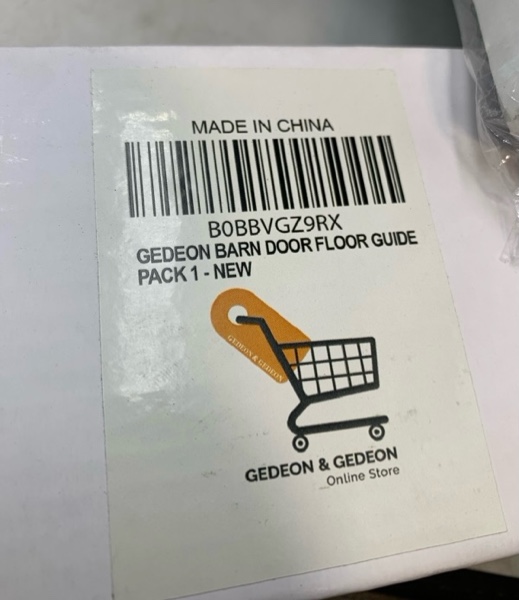 MADE IN CHINA
B0BBVGZ9RX
GEDEON BARN DOOR FLOOR GUIDE
PACK 1 - NEW
GEDEON & GEDEON
GEDEON & GEDEON
Online Store